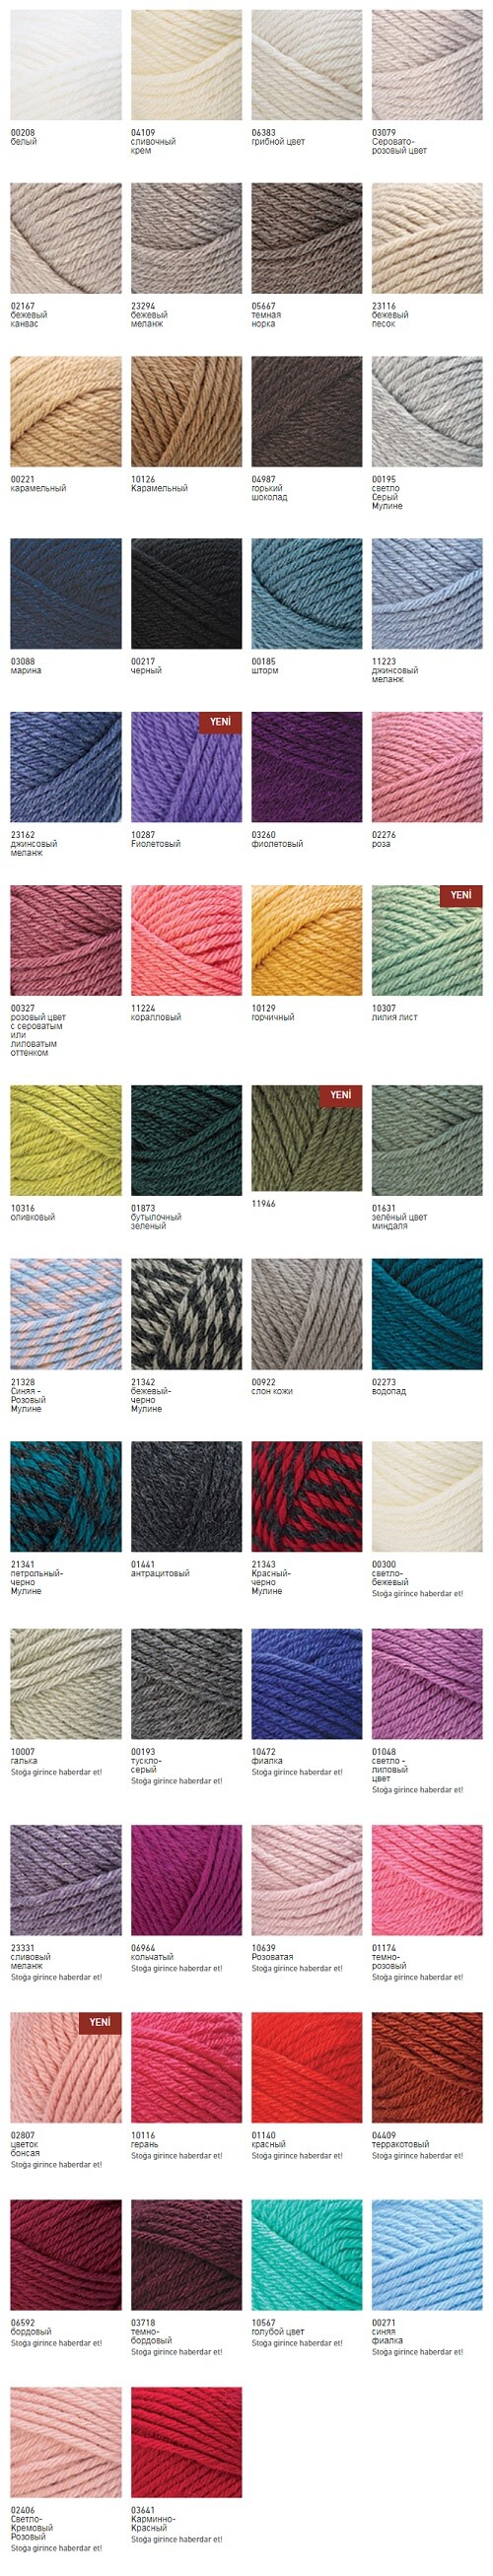 00208
белый
04109
сливочный
крем
06383
грибной цвет
03079
Серовато-
розовый цвет
02167
бежевый
канвас
23294
бежевый
меланж
05667
темная
норка
23116
бежевый
песок
00221
карамельный
10126
Карамельный
04987
горький
шоколад
00195
светло
Серый
Мулине
03088
марина
00217
черный
00185
шторм
11223
джинсовый
меланж
23162
джинсовый
меланж
YENİ
10287
Fиолетовый
03260
фиолетовый
02276
роза
00327
розовый цвет
с сероватым
или
лиловатым
оттенком
11224
коралловый
10129
горчичный
YENİ
10307
лилия лист
10316
оливковый
01873
бутылочный
зеленый
YENİ
11946
01631
зелёный цвет
миндаля
21328
Синяя -
Розовый
Мулине
21342
бежевый-
черно
Мулине
00922
слон кожи
02273
водопад
21341
петрольный-
черно
Мулине
01441
антрацитовый
21343
Красный-
черно
Мулине
00300
светло-
бежевый
Stoğa girince haberdar et!
10007
галька
Stoğa girince haberdar et!
00193
тускло-
серый
Stoğa girince haberdar et!
10472
фиалка
Stoğa girince haberdar et!
01048
светло -
лиловый
цвет
Stoğa girince haberdar et!
23331
сливовый
меланж
Stoğa girince haberdar et!
06964
кольчатый
Stoğa girince haberdar et!
10639
Розоватая
Stoğa girince haberdar et!
01174
темно-
розовый
Stoğa girince haberdar et!
YENİ
02807
цветок
бонсая
Stoğa girince haberdar et!
10116
герань
Stoğa girince haberdar et!
01140
красный
Stoğa girince haberdar et!
04409
терракотовый
Stoğa girince haberdar et!
06592
бордовый
Stoğa girince haberdar et!
03718
темно-
бордовый
Stoğa girince haberdar et!
10567
голубой цвет
Stoğa girince haberdar et!
00271
синяя
фиалка
Stoğa girince haberdar et!
02406
Светло-
Кремовый
Розовый
Stoğa girince haberdar et!
03641
Карминно-
Красный
Stoğa girince haberdar et!